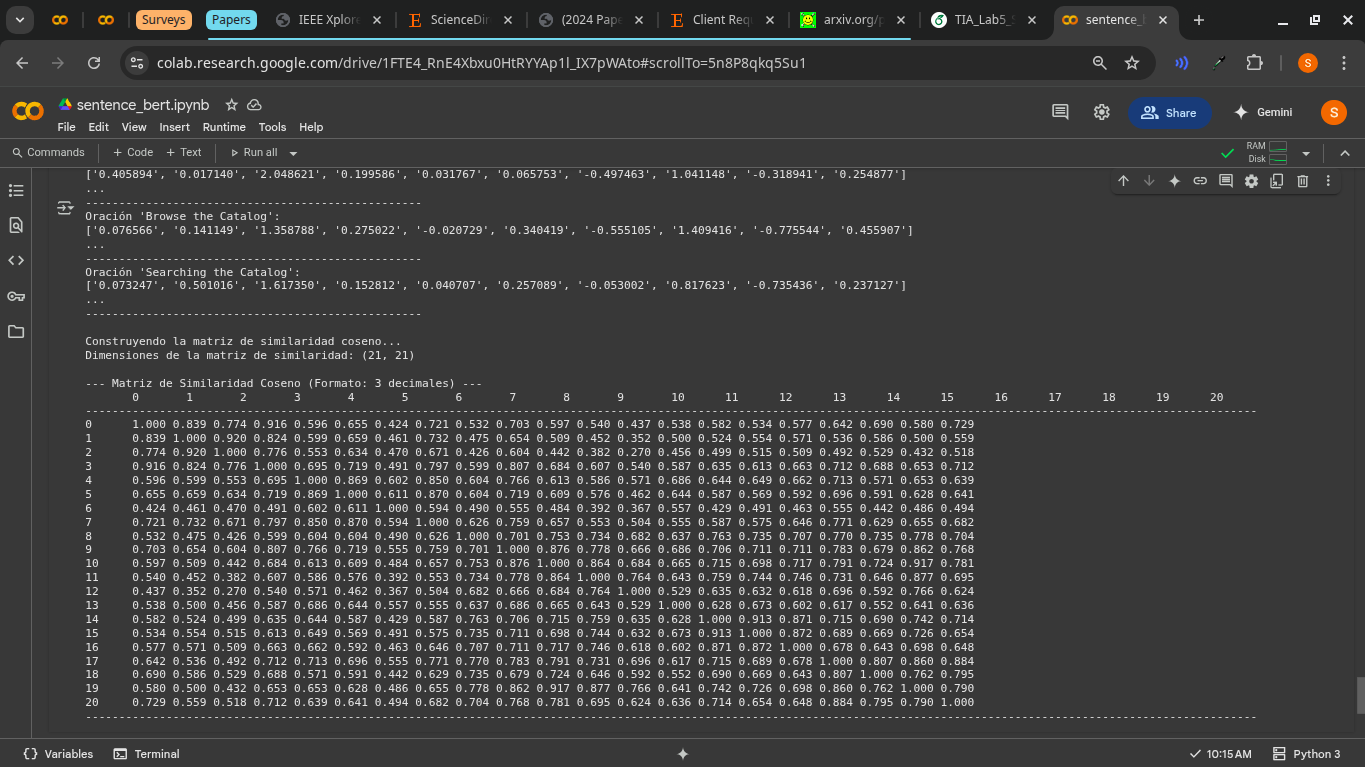 Surveys
Papers
IEEE Xplore
ScienceDir
(2024 Pape
Client Requ
arxiv.org/p
TIA_Lab5_S
sentence_b
colab.research.google.com/drive/1FTE4_RnE4Xbxu0HtRYYAp1l_IX7pWAto#scrollTo=5n8P8qkq5Su1
S
sentence_bert.ipynb
File Edit View Insert Runtime Tools Help
Share
Gemini
S
Commands + Code + Text Run all
RAM
Disk
['0.405894', '0.017140', '2.048621', '0.199586', '0.031767', '0.065753', '-0.497463', '1.041148', '-0.318941', '0.254877']
...
--------------------------------------------------
Oración 'Browse the Catalog':
['0.076566', '0.141149', '1.358788', '0.275022', '-0.020729', '0.340419', '-0.555105', '1.409416', '-0.775544', '0.455907']
...
--------------------------------------------------
Oración 'Searching the Catalog':
['0.073247', '0.501016', '1.617350', '0.152812', '0.040707', '0.257089', '-0.053002', '0.817623', '-0.735436', '0.237127']
...
--------------------------------------------------
Construyendo la matriz de similaridad coseno...
Dimensiones de la matriz de similaridad: (21, 21)
--- Matriz de Similaridad Coseno (Formato: 3 decimales) ---
0 1 2 3 4 5 6 7 8 9 10 11 12 13 14 15 16 17 18 19 20
0 1.000 0.839 0.774 0.916 0.596 0.655 0.424 0.721 0.532 0.703 0.597 0.540 0.437 0.538 0.582 0.534 0.577 0.642 0.690 0.580 0.729
1 0.839 1.000 0.920 0.824 0.599 0.659 0.461 0.732 0.475 0.654 0.509 0.452 0.352 0.500 0.524 0.554 0.571 0.536 0.586 0.500 0.559
2 0.774 0.920 1.000 0.776 0.553 0.634 0.470 0.671 0.426 0.604 0.442 0.382 0.270 0.456 0.499 0.515 0.509 0.492 0.529 0.432 0.518
3 0.916 0.824 0.776 1.000 0.695 0.719 0.491 0.797 0.599 0.807 0.684 0.607 0.540 0.587 0.635 0.613 0.663 0.712 0.688 0.653 0.712
4 0.596 0.599 0.553 0.695 1.000 0.869 0.602 0.850 0.604 0.766 0.613 0.586 0.571 0.686 0.644 0.649 0.662 0.713 0.571 0.653 0.639
5 0.655 0.659 0.634 0.719 0.869 1.000 0.611 0.870 0.604 0.719 0.609 0.576 0.462 0.644 0.587 0.569 0.592 0.696 0.591 0.628 0.641
6 0.424 0.461 0.470 0.491 0.602 0.611 1.000 0.594 0.490 0.555 0.484 0.392 0.367 0.557 0.429 0.491 0.463 0.555 0.442 0.486 0.494
7 0.721 0.732 0.671 0.797 0.850 0.870 0.594 1.000 0.626 0.759 0.657 0.553 0.504 0.555 0.587 0.575 0.646 0.771 0.629 0.655 0.682
8 0.532 0.475 0.426 0.599 0.604 0.604 0.490 0.626 1.000 0.701 0.753 0.734 0.682 0.637 0.763 0.735 0.707 0.770 0.735 0.778 0.704
9 0.703 0.654 0.604 0.807 0.766 0.719 0.555 0.759 0.701 1.000 0.876 0.778 0.666 0.686 0.706 0.711 0.711 0.783 0.679 0.862 0.768
10 0.597 0.509 0.442 0.684 0.613 0.609 0.484 0.657 0.753 0.876 1.000 0.864 0.684 0.665 0.715 0.698 0.717 0.791 0.724 0.917 0.781
11 0.540 0.452 0.382 0.607 0.586 0.576 0.392 0.553 0.734 0.778 0.864 1.000 0.764 0.643 0.759 0.744 0.746 0.731 0.646 0.877 0.695
12 0.437 0.352 0.270 0.540 0.571 0.462 0.367 0.504 0.682 0.666 0.684 0.764 1.000 0.529 0.635 0.632 0.618 0.696 0.592 0.766 0.624
13 0.538 0.500 0.456 0.587 0.686 0.644 0.557 0.555 0.637 0.686 0.665 0.643 0.529 1.000 0.628 0.673 0.602 0.617 0.552 0.641 0.636
14 0.582 0.524 0.499 0.635 0.644 0.587 0.429 0.587 0.763 0.706 0.715 0.759 0.635 0.628 1.000 0.913 0.871 0.715 0.690 0.742 0.714
15 0.534 0.554 0.515 0.613 0.649 0.569 0.491 0.575 0.735 0.711 0.698 0.744 0.632 0.673 0.913 1.000 0.872 0.689 0.669 0.726 0.654
16 0.577 0.571 0.509 0.663 0.662 0.592 0.463 0.646 0.707 0.711 0.717 0.746 0.618 0.602 0.871 0.872 1.000 0.678 0.643 0.698 0.648
17 0.642 0.536 0.492 0.712 0.713 0.696 0.555 0.771 0.770 0.783 0.791 0.731 0.696 0.617 0.715 0.689 0.678 1.000 0.807 0.860 0.884
18 0.690 0.586 0.529 0.688 0.571 0.591 0.442 0.629 0.735 0.679 0.724 0.646 0.592 0.552 0.690 0.669 0.643 0.807 1.000 0.762 0.795
19 0.580 0.500 0.432 0.653 0.653 0.628 0.486 0.655 0.778 0.862 0.917 0.877 0.766 0.641 0.742 0.726 0.698 0.860 0.762 1.000 0.790
20 0.729 0.559 0.518 0.712 0.639 0.641 0.494 0.682 0.704 0.768 0.781 0.695 0.624 0.636 0.714 0.654 0.648 0.884 0.795 0.790 1.000
Variables Terminal
10:15 AM Python 3